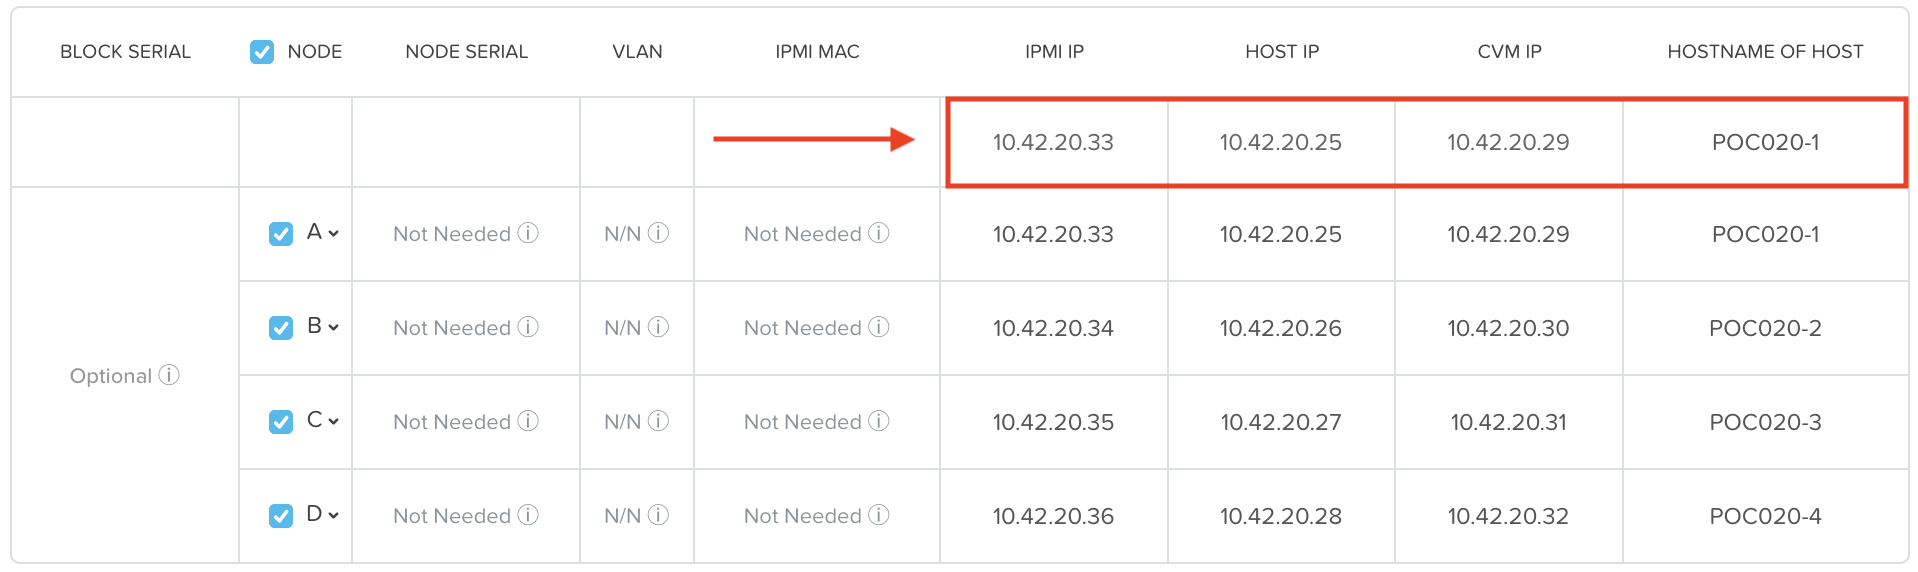 BLOCK SERIAL NODE NODE SERIAL VLAN IPMI MAC IPMI IP HOST IP CVM IP HOSTNAME OF HOST
10.42.20.33 10.42.20.25 10.42.20.29 POC020-1
A Not Needed N/N Not Needed 10.42.20.33 10.42.20.25 10.42.20.29 POC020-1
B Not Needed N/N Not Needed 10.42.20.34 10.42.20.26 10.42.20.30 POC020-2
Optional
C Not Needed N/N Not Needed 10.42.20.35 10.42.20.27 10.42.20.31 POC020-3
D Not Needed N/N Not Needed 10.42.20.36 10.42.20.28 10.42.20.32 POC020-4